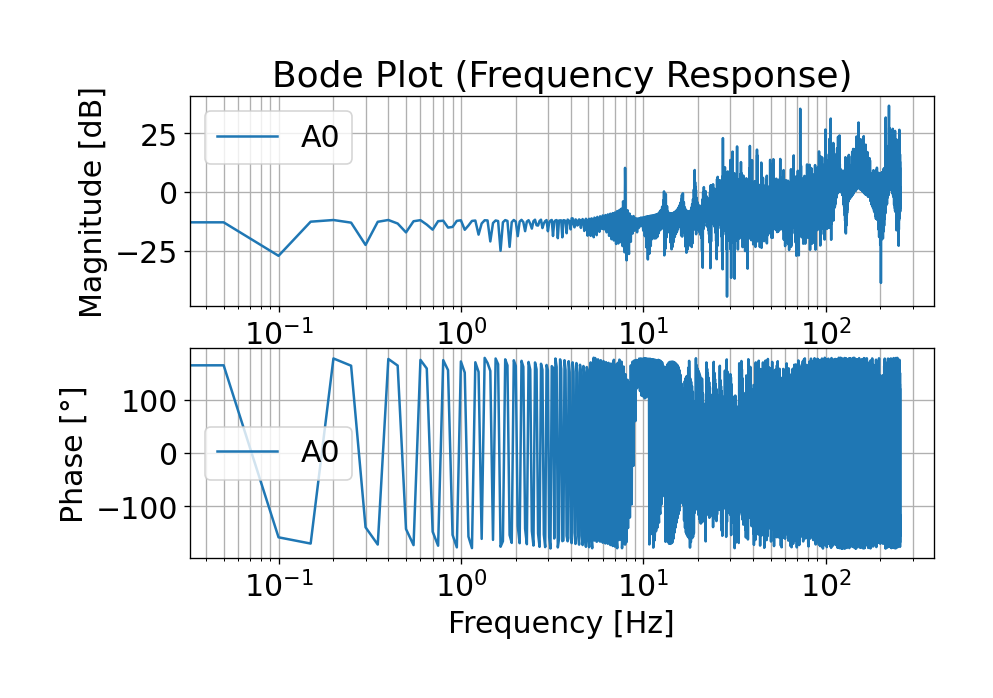 Bode Plot (Frequency Response)
Magnitude [dB]
25
0
−25
A0
10⁻¹ 10⁰ 10¹ 10²
Phase [°]
100
0
−100
A0
10⁻¹ 10⁰ 10¹ 10²
Frequency [Hz]